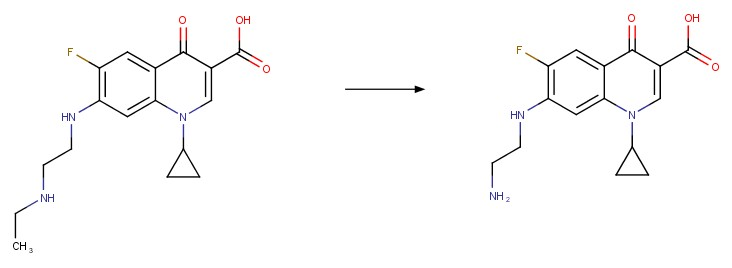 O OH O OH
F O F O
HN N HN N
NH NH₂
CH₃